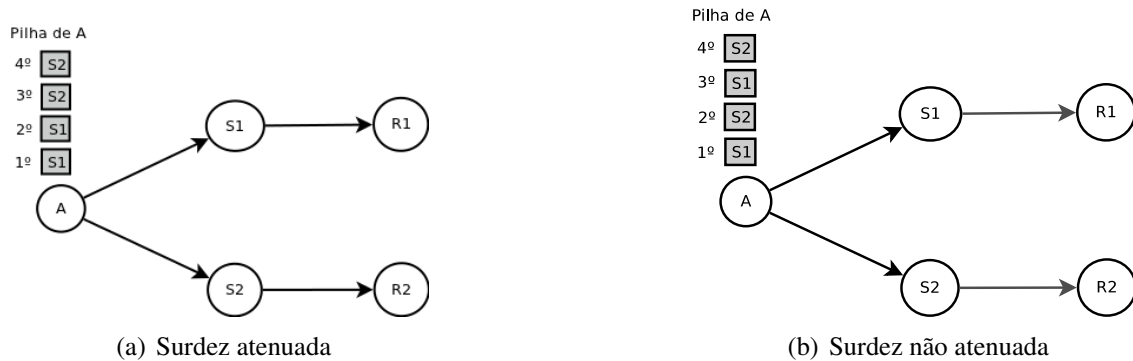 Pilha de A
4º S2
3º S2
2º S1
1º S1
A
S1
R1
S2
R2
(a) Surdez atenuada
Pilha de A
4º S2
3º S1
2º S2
1º S1
A
S1
R1
S2
R2
(b) Surdez não atenuada